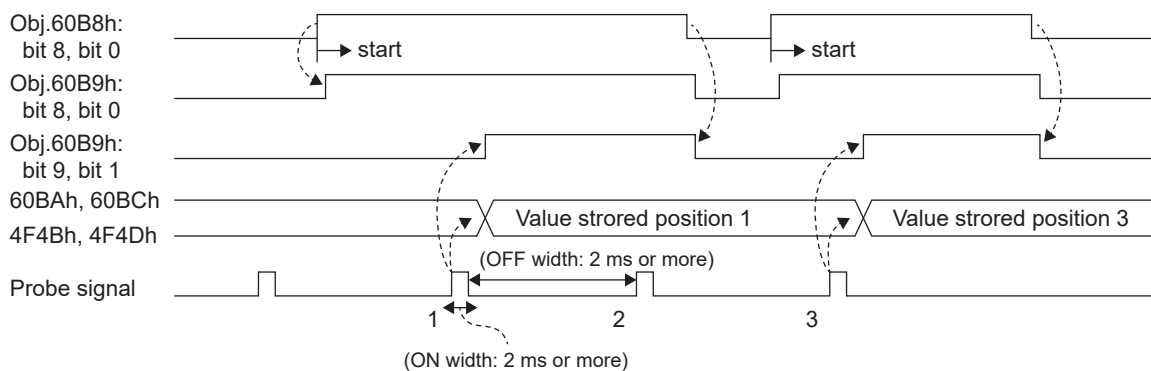 Obj.60B8h:
bit 8, bit 0
start
start
Obj.60B9h:
bit 8, bit 0
Obj.60B9h:
bit 9, bit 1
60BAh, 60BCh
4F4Bh, 4F4Dh
Value strored position 1
Value strored position 3
(OFF width: 2 ms or more)
Probe signal
1
2
3
(ON width: 2 ms or more)